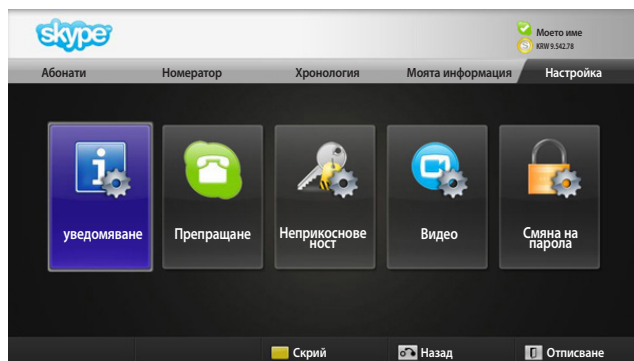 skype
Моето име
KRW 9.542.78
Абонати Номератор Хронология Моята информация Настройка
уведомяване
Препращане
Неприкоснове
ност
Видео
Смяна на
парола
Скрий Назад Отписване